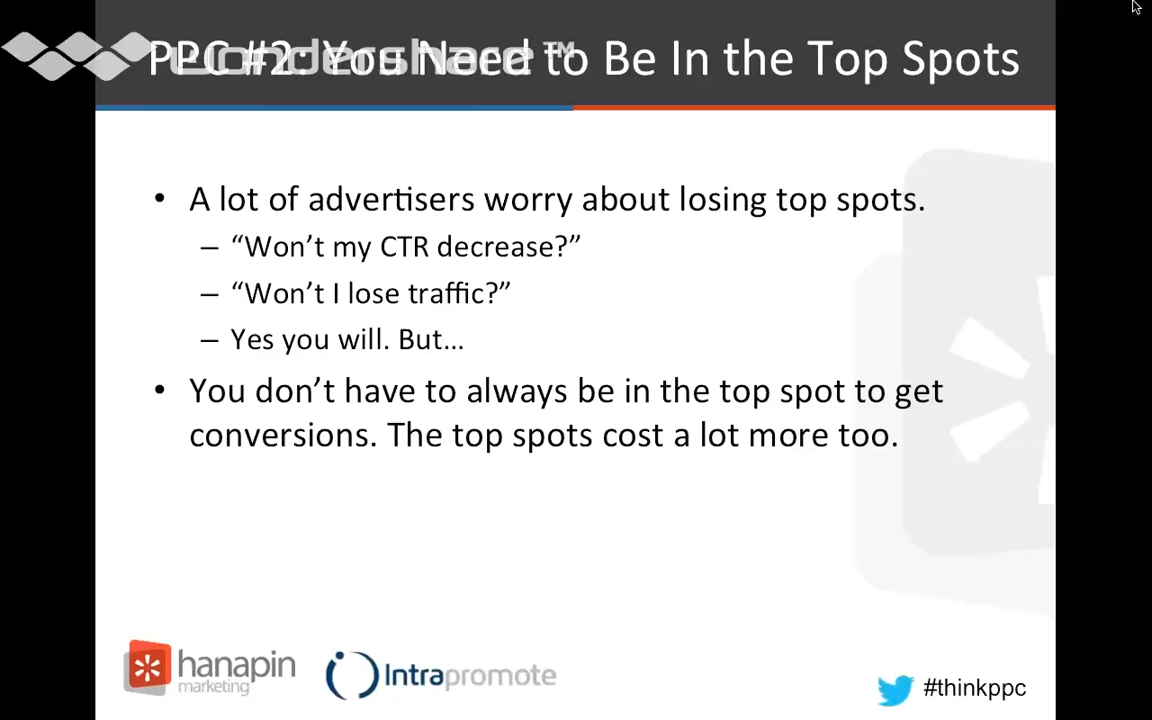 PPC #2: You Need to Be In the Top Spots
wondershare™
• A lot of advertisers worry about losing top spots.
– “Won’t my CTR decrease?”
– “Won’t I lose traffic?”
– Yes you will. But…
• You don’t have to always be in the top spot to get
conversions. The top spots cost a lot more too.
hanapin
marketing
Intrapromote
#thinkppc